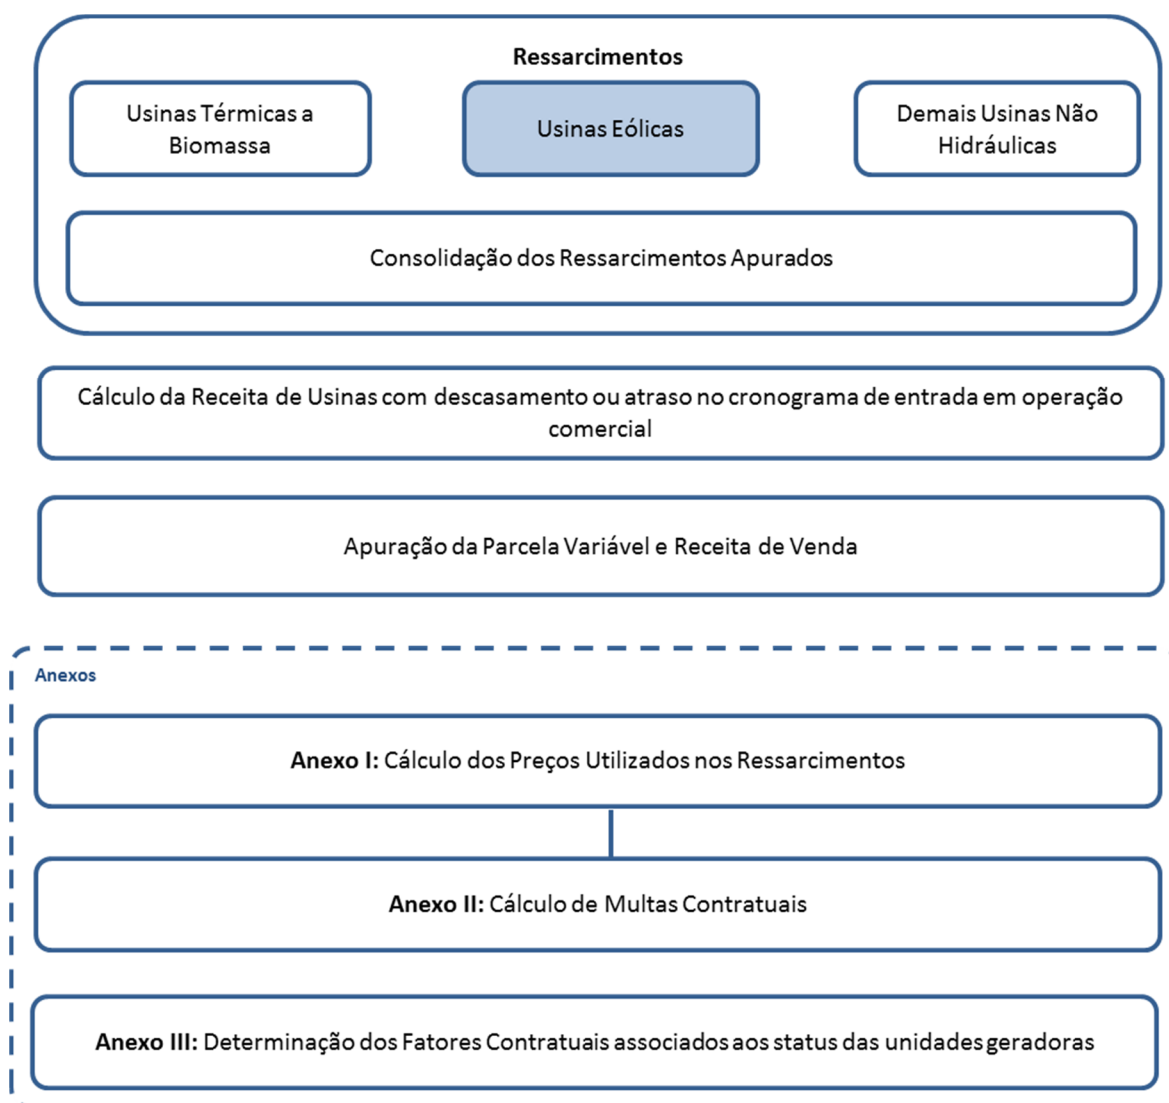 Ressarcimentos
Usinas Térmicas a
Biomassa
Usinas Eólicas
Demais Usinas Não
Hidráulicas
Consolidação dos Ressarcimentos Apurados
Cálculo da Receita de Usinas com descasamento ou atraso no cronograma de entrada em operação
comercial
Apuração da Parcela Variável e Receita de Venda
Anexos
Anexo I: Cálculo dos Preços Utilizados nos Ressarcimentos
Anexo II: Cálculo de Multas Contratuais
Anexo III: Determinação dos Fatores Contratuais associados aos status das unidades geradoras